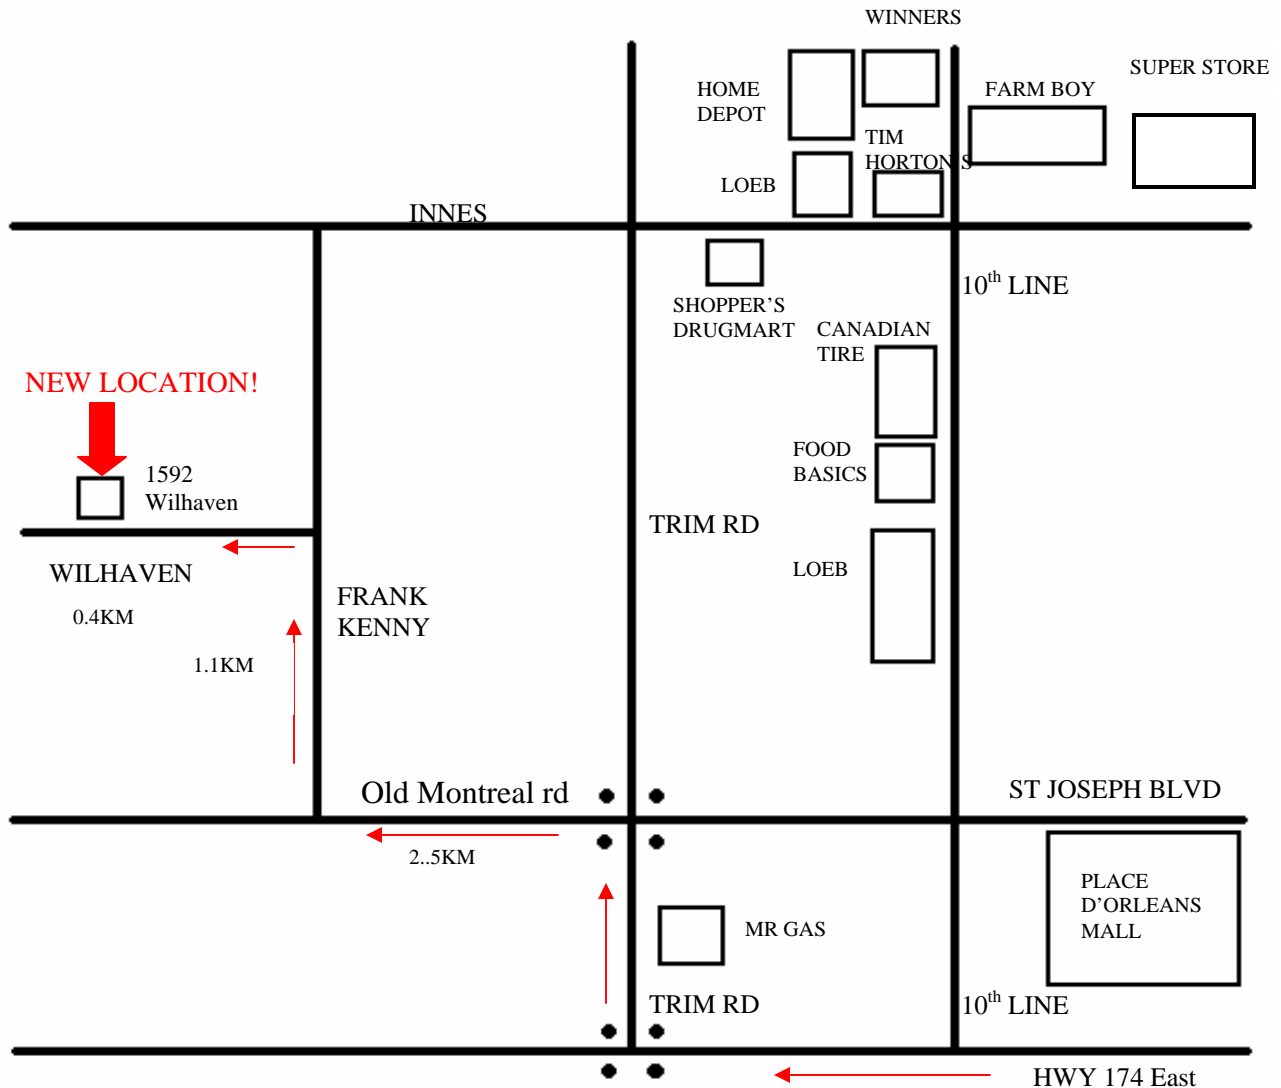 WINNERS
SUPER STORE
HOME
DEPOT
FARM BOY
TIM
HORTON'S
LOEB
INNES
10th LINE
SHOPPER'S
DRUGMART
CANADIAN
TIRE
NEW LOCATION!
FOOD
BASICS
1592
Wilhaven
TRIM RD
WILHAVEN
LOEB
0.4KM
FRANK
KENNY
1.1KM
Old Montreal rd
ST JOSEPH BLVD
2..5KM
PLACE
D'ORLEANS
MALL
MR GAS
TRIM RD
10th LINE
HWY 174 East